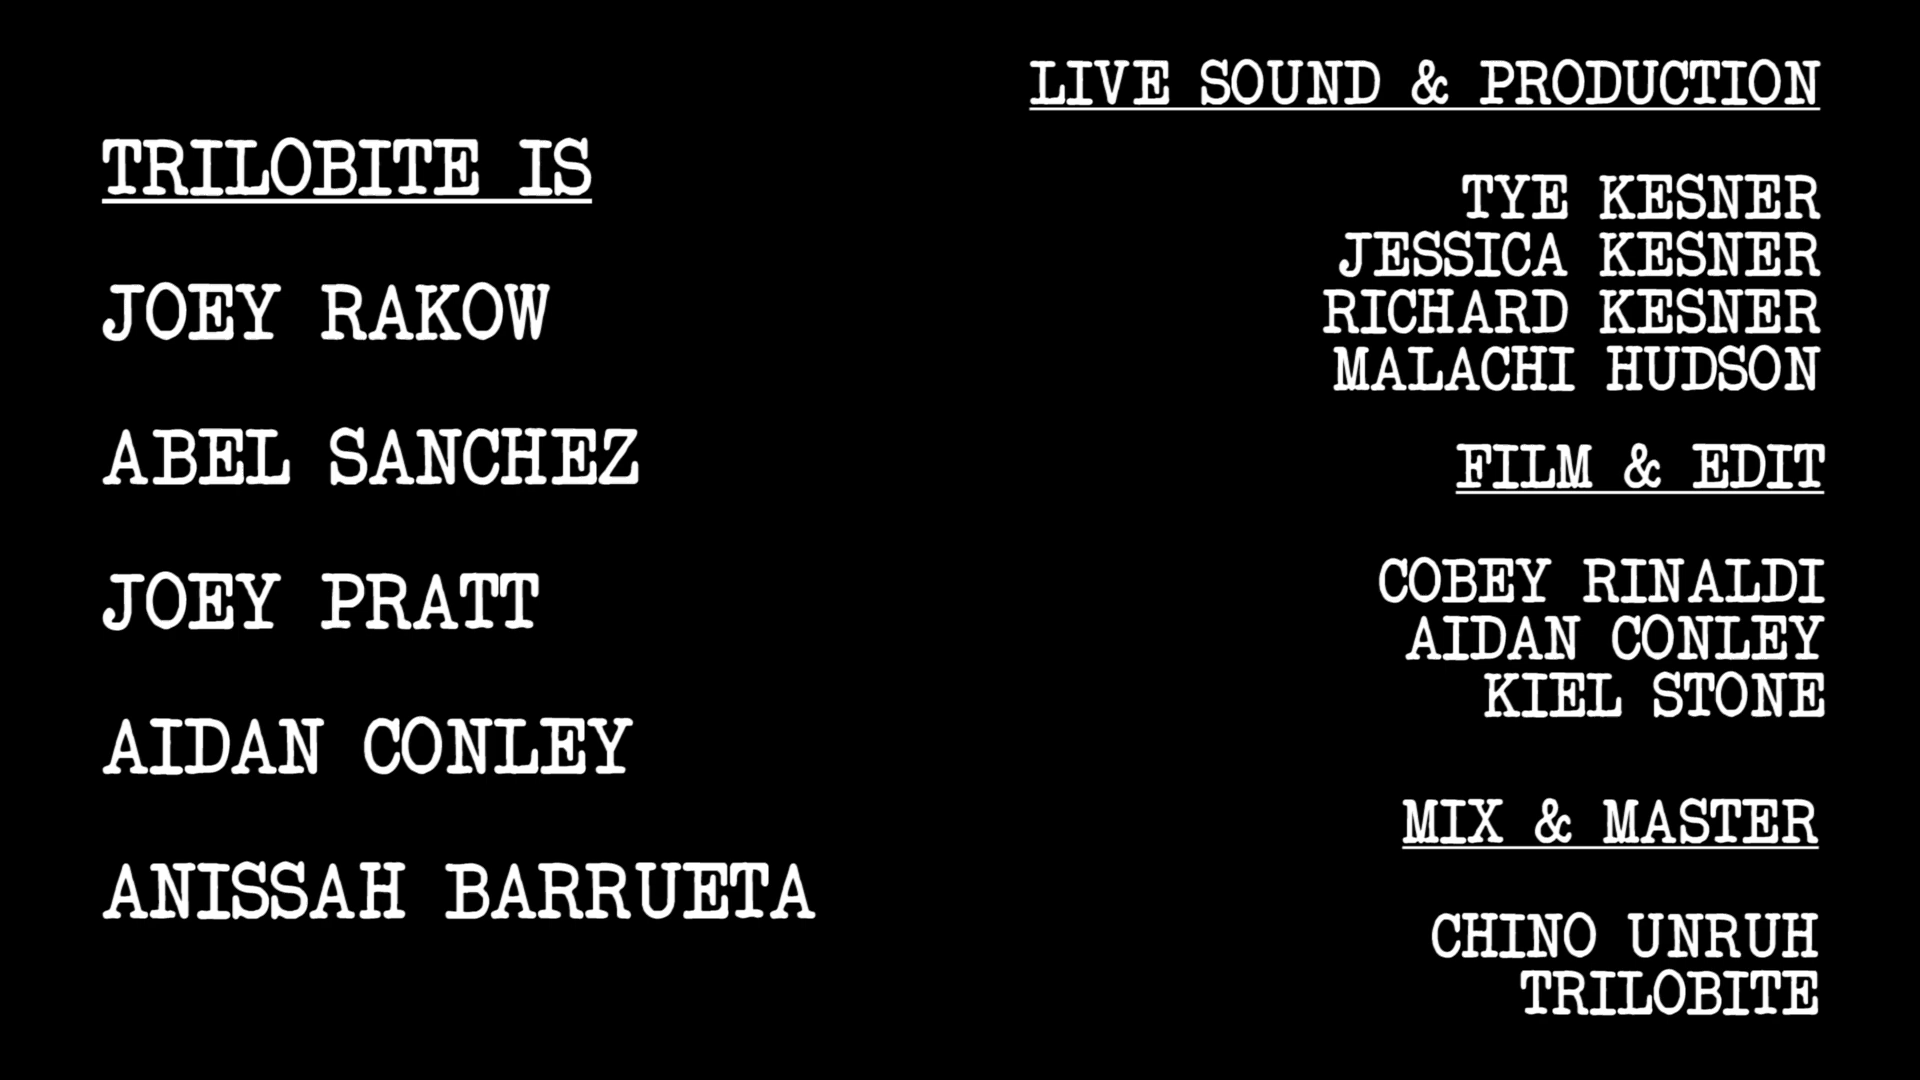 TRILOBITE IS
JOEY RAKOW
ABEL SANCHEZ
JOEY PRATT
AIDAN CONLEY
ANISSAH BARRUETA
LIVE SOUND & PRODUCTION
TYE KESNER
JESSICA KESNER
RICHARD KESNER
MALACHI HUDSON
FILM & EDIT
COBEY RINALDI
AIDAN CONLEY
KIEL STONE
MIX & MASTER
CHINO UNRUH
TRILOBITE